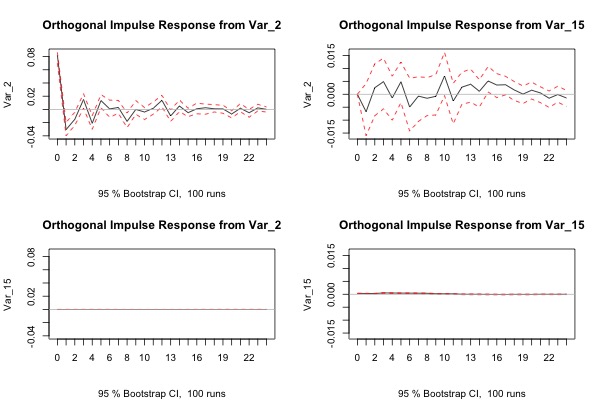 Orthogonal Impulse Response from Var_2
Var_2
0.08
0.02
-0.04
0 2 4 6 8 10 13 16 19 22
95 % Bootstrap CI, 100 runs
Orthogonal Impulse Response from Var_15
Var_2
0.015
0.000
-0.015
0 2 4 6 8 10 13 16 19 22
95 % Bootstrap CI, 100 runs
Orthogonal Impulse Response from Var_2
Var_15
0.08
0.02
-0.04
0 2 4 6 8 10 13 16 19 22
95 % Bootstrap CI, 100 runs
Orthogonal Impulse Response from Var_15
Var_15
0.015
0.000
-0.015
0 2 4 6 8 10 13 16 19 22
95 % Bootstrap CI, 100 runs